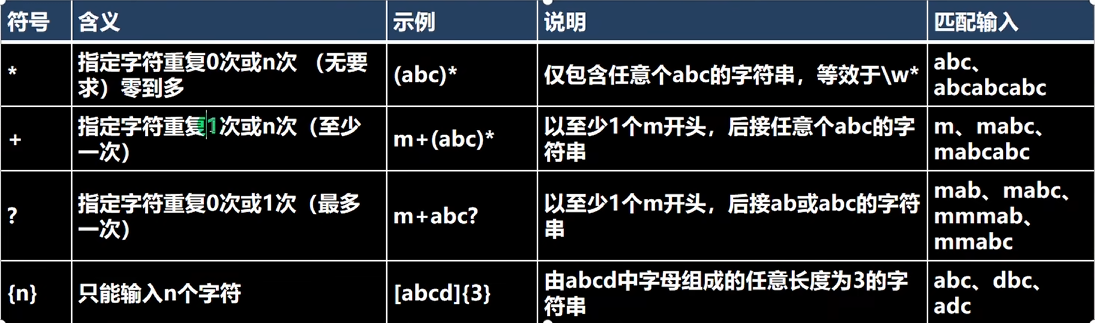 符号 含义 示例 说明 匹配输入
* 指定字符重复0次或n次 （无要 (abc)* 仅包含任意个abc的字符串，等效于\w* abc、
求）零到多 abcabcabc
+ 指定字符重复1次或n次（至少 m+(abc)* 以至少1个m开头，后接任意个abc的字 m、mabc、
一次） 符串 mabcabc
? 指定字符重复0次或1次（最多 m+abc? 以至少1个m开头，后接ab或abc的字符 mab、mabc、
一次） 串 mmmab、
mmabc
{n} 只能输入n个字符 [abcd]{3} 由abcd中字母组成的任意长度为3的字 abc、dbc、
符串 adc